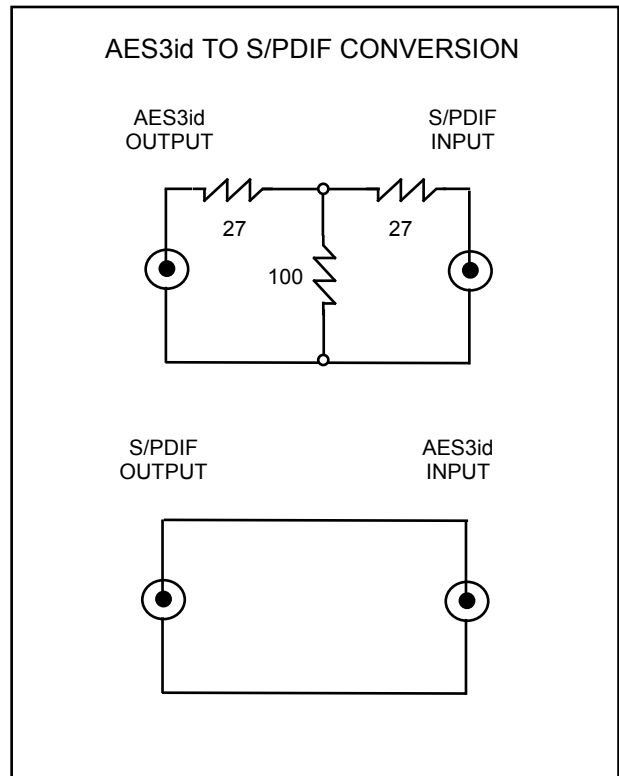 AES3id TO S/PDIF CONVERSION
AES3id
OUTPUT
S/PDIF
INPUT
27
27
100
S/PDIF
OUTPUT
AES3id
INPUT